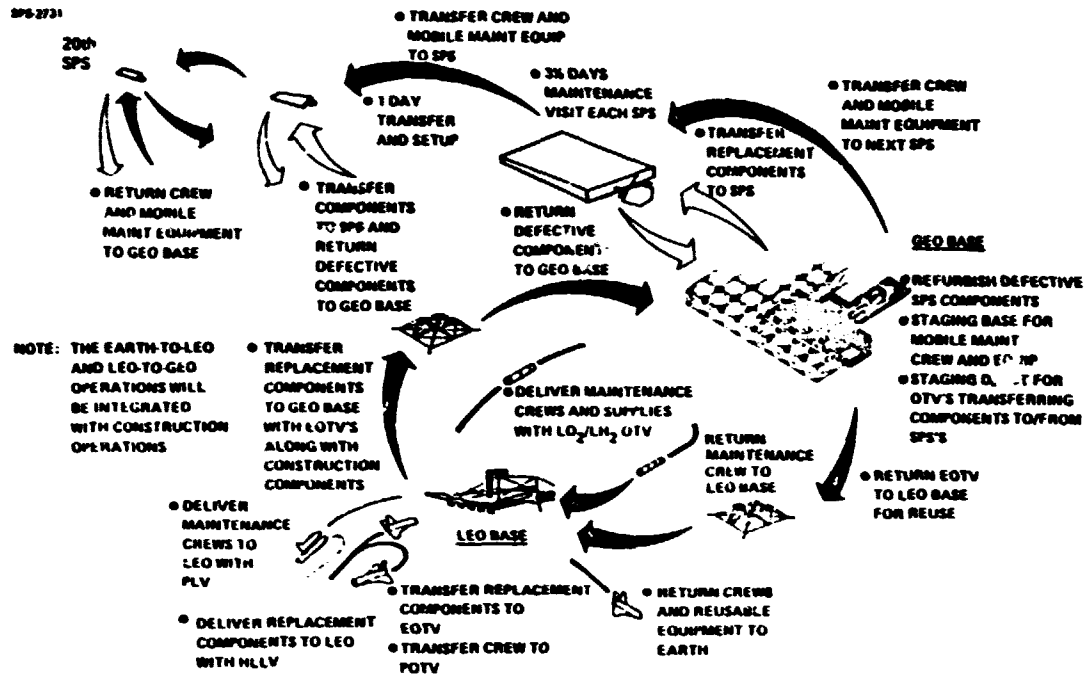 SPS-2731
20th
SPS
● TRANSFER CREW AND
MOBILE MAINT EQUIP
TO SPS
● 1 DAY
TRANSFER
AND SETUP
● 3½ DAYS
MAINTENANCE
VISIT EACH SPS
● TRANSFER
REPLACEMENT
COMPONENTS
TO SPS
● TRANSFER CREW
AND MOBILE
MAINT EQUIPMENT
TO NEXT SPS
● RETURN CREW
AND MOBILE
MAINT EQUIPMENT
TO GEO BASE
● TRANSFER
COMPONENTS
TO SPS AND
RETURN
DEFECTIVE
COMPONENTS
TO GEO BASE
● RETURN
DEFECTIVE
COMPONENT
TO GEO BASE
GEO BASE
● REFURBISH DEFECTIVE
SPS COMPONENTS
● STAGING BASE FOR
MOBILE MAINT
CREW AND
● STAGING FOR
OTV'S TRANSFERRING
COMPONENTS TO/FROM
SPS'S
NOTE: THE EARTH-TO-LEO
AND LEO-TO-GEO
OPERATIONS WILL
BE INTEGRATED
WITH CONSTRUCTION
OPERATIONS
● TRANSFER
REPLACEMENT
COMPONENTS
TO GEO BASE
WITH EOTV'S
ALONG WITH
CONSTRUCTION
COMPONENTS
● DELIVER MAINTENANCE
CREWS AND SUPPLIES
WITH LO₂/LH₂ OTV
RETURN
MAINTENANCE
CREW TO
LEO BASE
● RETURN EOTV
TO LEO BASE
FOR REUSE
LEO BASE
● DELIVER
MAINTENANCE
CREWS TO
LEO WITH
PLV
● DELIVER REPLACEMENT
COMPONENTS TO LEO
WITH HLLV
● TRANSFER REPLACEMENT
COMPONENTS TO
EOTV
● TRANSFER CREW TO
POTV
● RETURN CREWS
AND REUSABLE
EQUIPMENT TO
EARTH